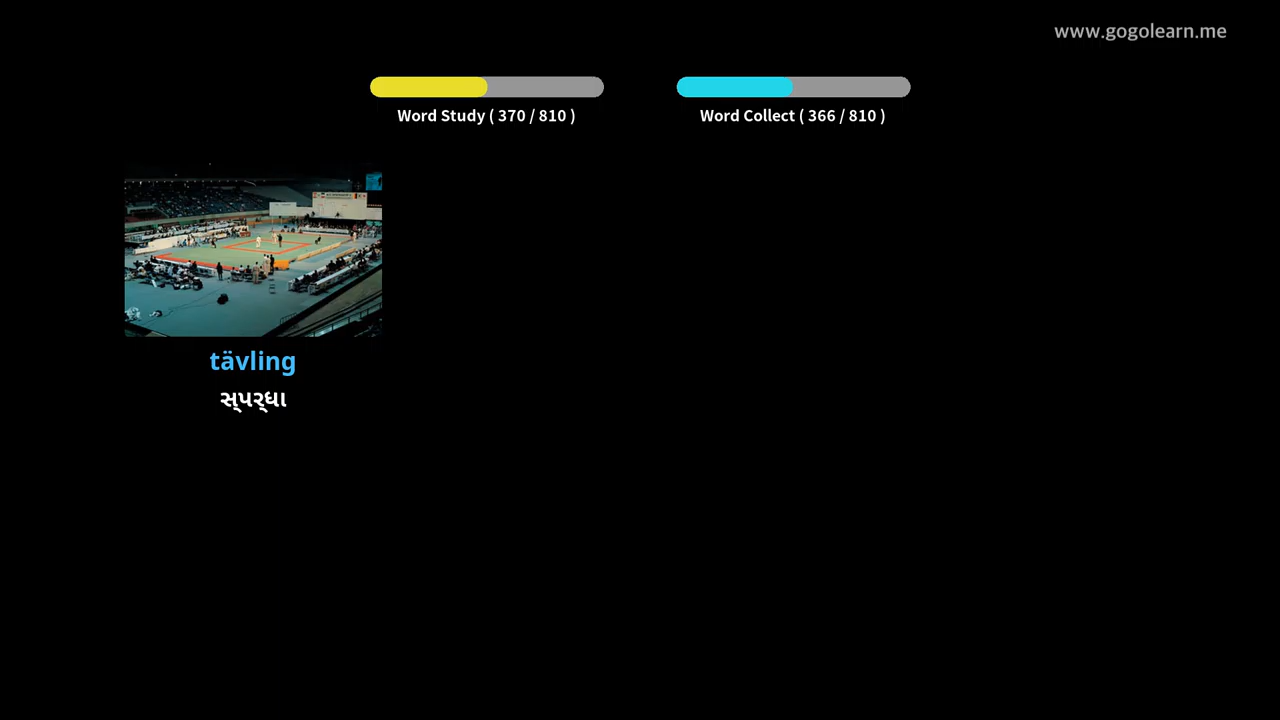 www.gogolearn.me
Word Study ( 370 / 810 )
Word Collect ( 366 / 810 )
tävling
સ્પર્ધા